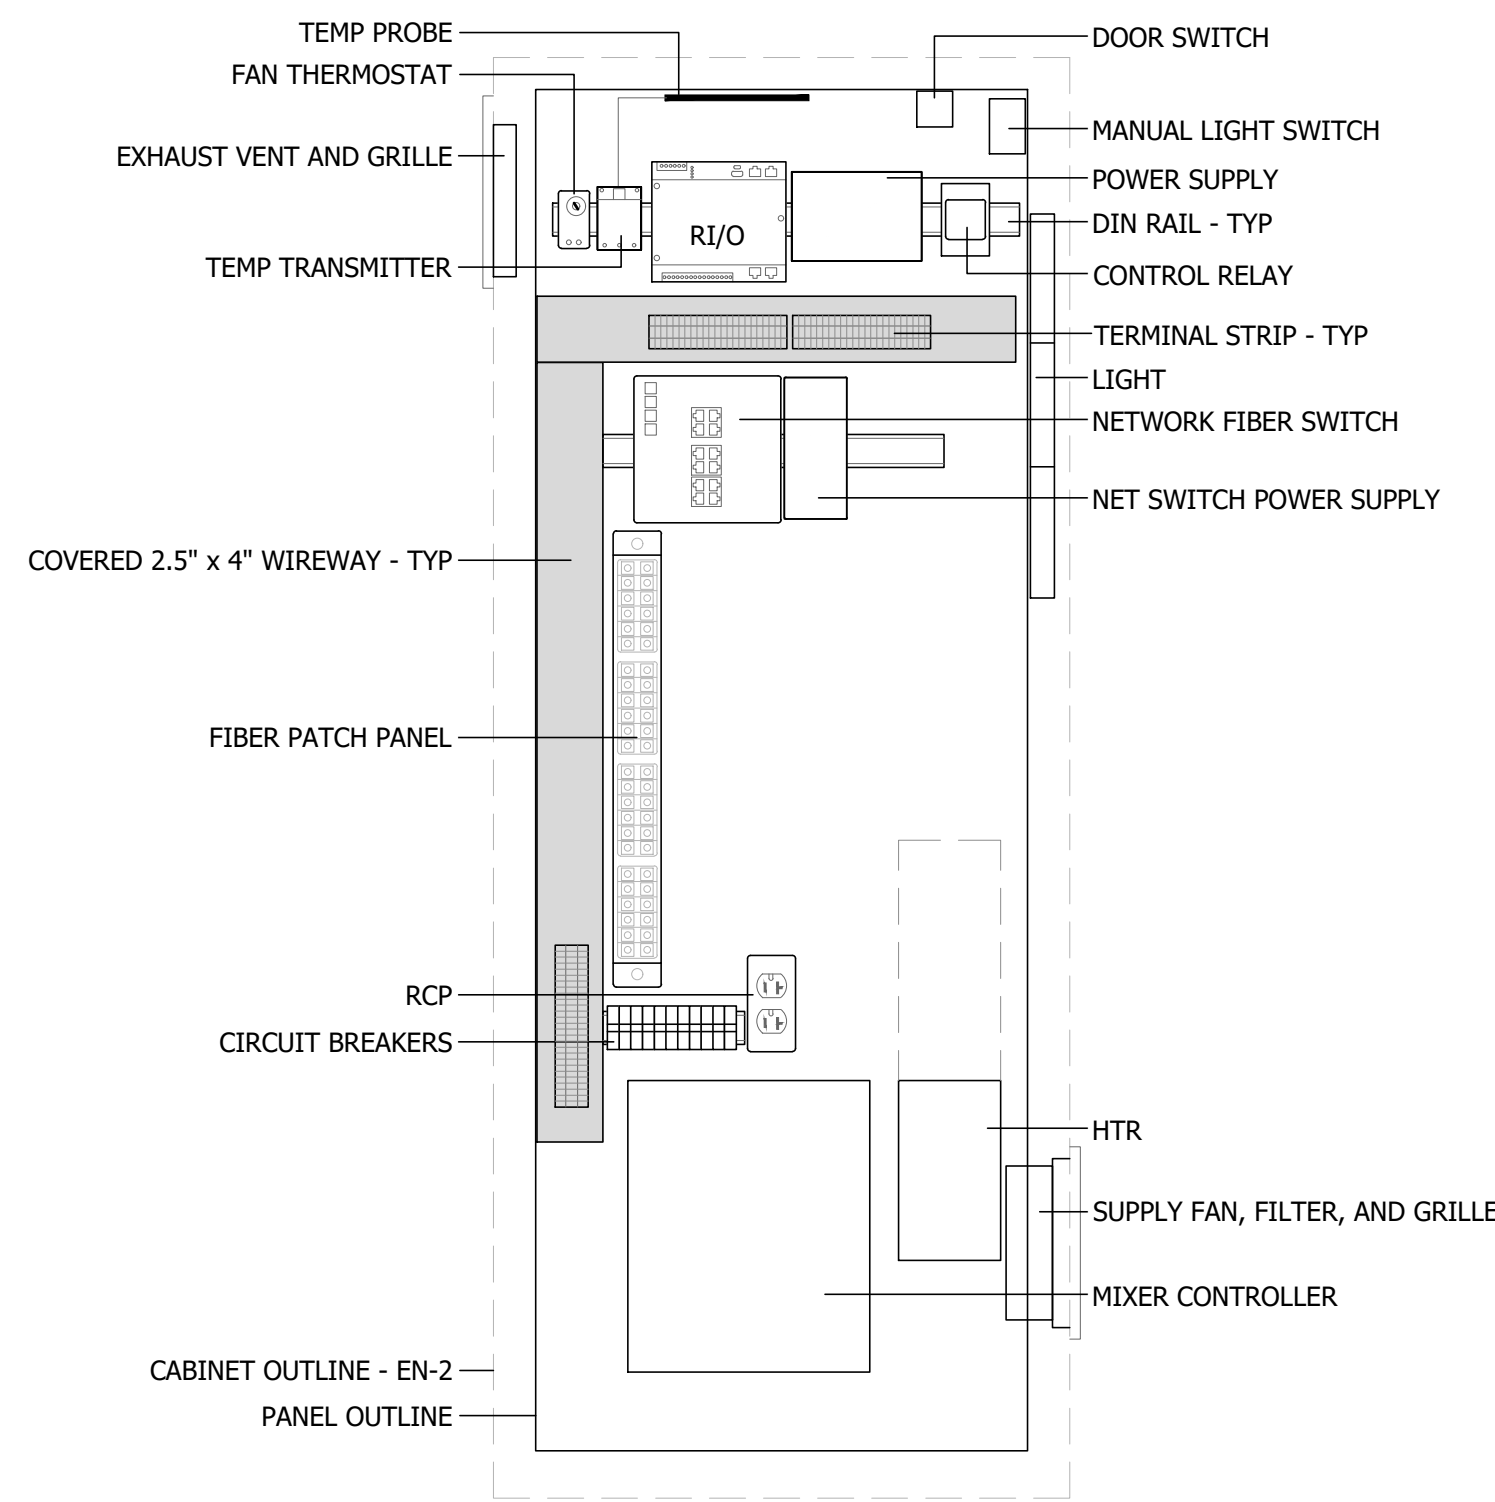 TEMP PROBE
DOOR SWITCH
FAN THERMOSTAT
MANUAL LIGHT SWITCH
EXHAUST VENT AND GRILLE
POWER SUPPLY
DIN RAIL - TYP
RI/O
TEMP TRANSMITTER
CONTROL RELAY
TERMINAL STRIP - TYP
LIGHT
NETWORK FIBER SWITCH
NET SWITCH POWER SUPPLY
COVERED 2.5" x 4" WIREWAY - TYP
FIBER PATCH PANEL
RCP
CIRCUIT BREAKERS
HTR
SUPPLY FAN, FILTER, AND GRILLE
MIXER CONTROLLER
CABINET OUTLINE - EN-2
PANEL OUTLINE